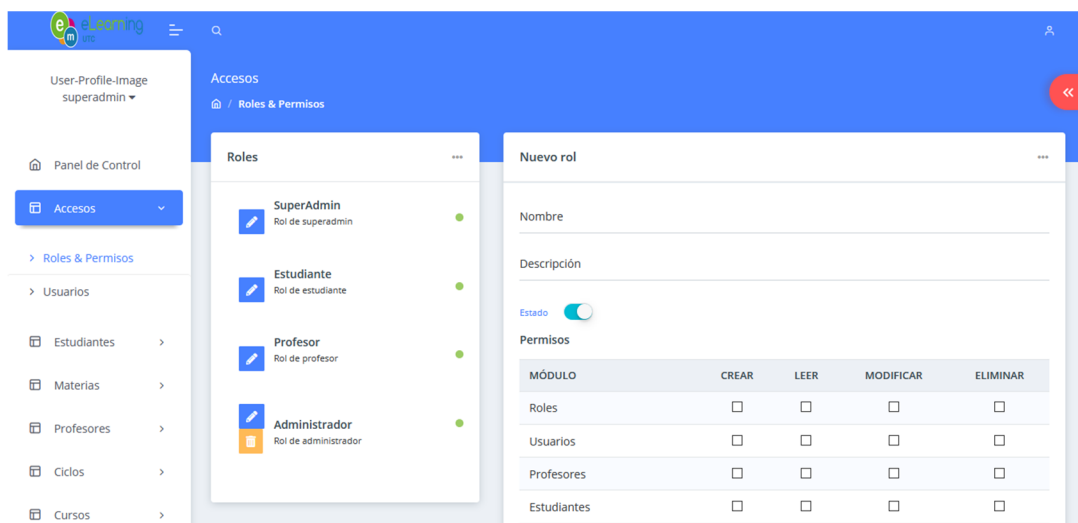 eLearning
UTC
User-Profile-Image
superadmin
Panel de Control
Accesos
Roles & Permisos
Usuarios
Estudiantes
Materias
Profesores
Ciclos
Cursos
Accesos
/ Roles & Permisos
Roles
SuperAdmin
Rol de superadmin
Estudiante
Rol de estudiante
Profesor
Rol de profesor
Administrador
Rol de administrador
Nuevo rol
Nombre
Descripción
Estado
Permisos
MÓDULO CREAR LEER MODIFICAR ELIMINAR
Roles
Usuarios
Profesores
Estudiantes